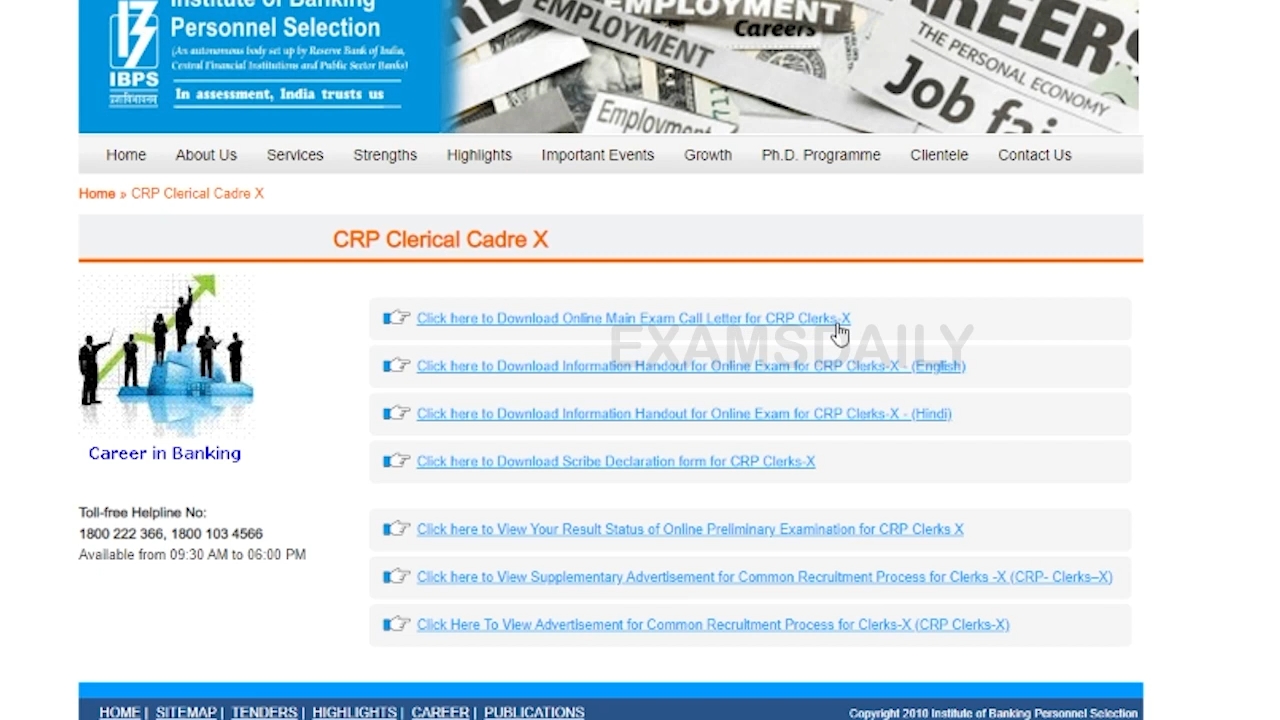 Institute of Banking
Personnel Selection
(An autonomous body set up by Reserve Bank of India,
Central Financial Institutions and Public Sector Banks)
IBPS
In assessment, India trusts us
EMPLOYMENT
EMPLOYMENT
Careers
CAREERS
THE PERSONAL ECONOMY
Job fair
Employment
Home About Us Services Strengths Highlights Important Events Growth Ph.D. Programme Clientele Contact Us
Home » CRP Clerical Cadre X
CRP Clerical Cadre X
Career in Banking
Toll-free Helpline No:
1800 222 366, 1800 103 4566
Available from 09:30 AM to 06:00 PM
Click here to Download Online Main Exam Call Letter for CRP Clerks-X
EXAMSDAILY
Click here to Download Information Handout for Online Exam for CRP Clerks-X - (English)
Click here to Download Information Handout for Online Exam for CRP Clerks-X - (Hindi)
Click here to Download Scribe Declaration form for CRP Clerks-X
Click here to View Your Result Status of Online Preliminary Examination for CRP Clerks X
Click here to View Supplementary Advertisement for Common Recruitment Process for Clerks -X (CRP- Clerks–X)
Click Here To View Advertisement for Common Recruitment Process for Clerks-X (CRP Clerks-X)
HOME | SITEMAP | TENDERS | HIGHLIGHTS | CAREER | PUBLICATIONS
Copyright 2010 Institute of Banking Personnel Selection